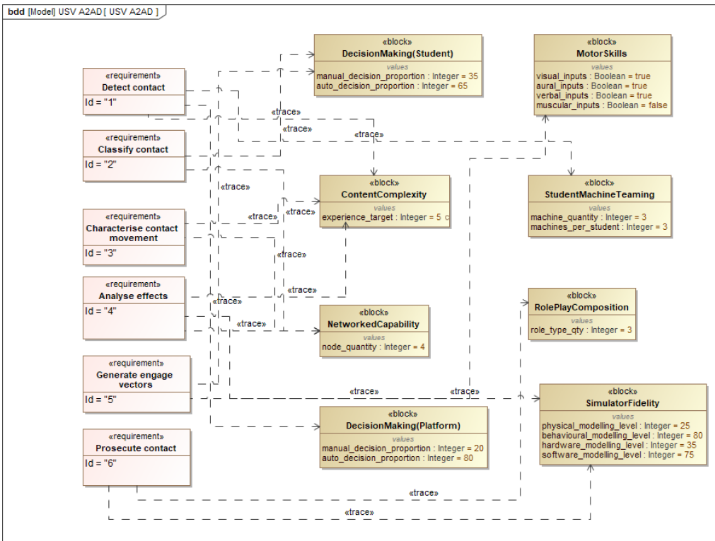 bdd [Model] USV A2AD [ USV A2AD ]
«requirement»
Detect contact
Id = "1"
«requirement»
Classify contact
Id = "2"
«requirement»
Characterise contact
movement
Id = "3"
«requirement»
Analyse effects
Id = "4"
«requirement»
Generate engage
vectors
Id = "5"
«requirement»
Prosecute contact
Id = "6"
«block»
DecisionMaking(Student)
values
manual_decision_proportion : Integer = 35
auto_decision_proportion : Integer = 65
«block»
MotorSkills
values
visual_inputs : Boolean = true
aural_inputs : Boolean = true
verbal_inputs : Boolean = true
muscular_inputs : Boolean = false
«trace»
«trace»
«trace»
«trace»
«block»
ContentComplexity
values
experience_target : Integer = 5
«block»
StudentMachineTeaming
values
machine_quantity : Integer = 3
machines_per_student : Integer = 3
«trace»
«trace»
«trace»
«trace»
«trace»
«block»
NetworkedCapability
values
node_quantity : Integer = 4
«block»
RolePlayComposition
values
role_type_qty : Integer = 3
«trace»
«trace»
«trace»
«trace»
«block»
DecisionMaking(Platform)
values
manual_decision_proportion : Integer = 20
auto_decision_proportion : Integer = 80
«block»
SimulatorFidelity
values
physical_modelling_level : Integer = 25
behavioural_modelling_level : Integer = 80
hardware_modelling_level : Integer = 35
software_modelling_level : Integer = 75
«trace»
«trace»